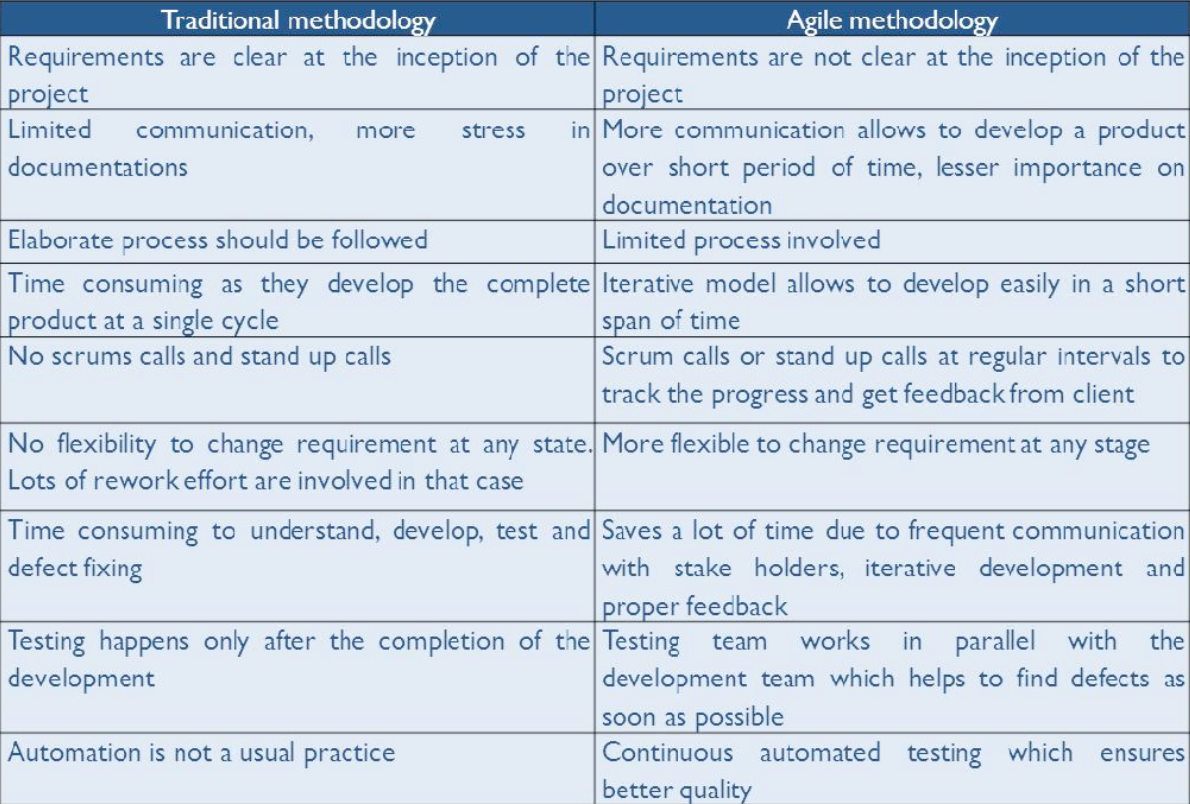 Traditional methodology
Agile methodology
Requirements are clear at the inception of the
project
Requirements are not clear at the inception of the
project
Limited communication, more stress in
documentations
More communication allows to develop a product
over short period of time, lesser importance on
documentation
Elaborate process should be followed
Limited process involved
Time consuming as they develop the complete
product at a single cycle
Iterative model allows to develop easily in a short
span of time
No scrums calls and stand up calls
Scrum calls or stand up calls at regular intervals to
track the progress and get feedback from client
No flexibility to change requirement at any state.
Lots of rework effort are involved in that case
More flexible to change requirement at any stage
Time consuming to understand, develop, test and
defect fixing
Saves a lot of time due to frequent communication
with stake holders, iterative development and
proper feedback
Testing happens only after the completion of the
development
Testing team works in parallel with the
development team which helps to find defects as
soon as possible
Automation is not a usual practice
Continuous automated testing which ensures
better quality